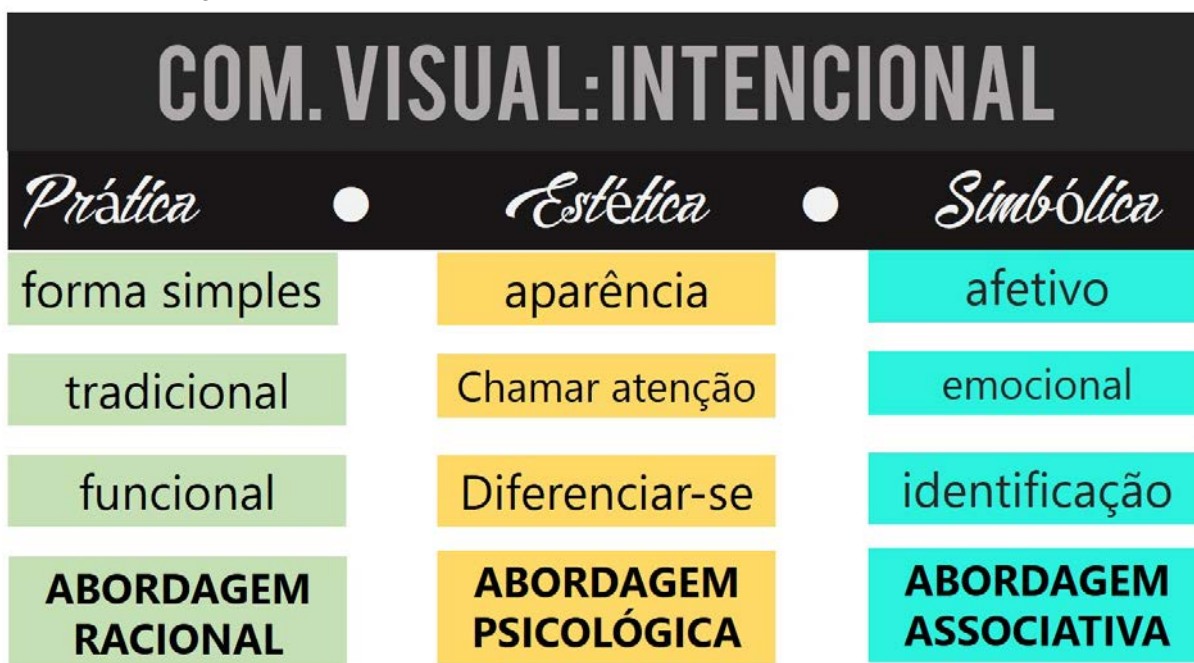 COM. VISUAL: INTENCIONAL
Prática • Estética • Simbólica
forma simples
aparência
afetivo
tradicional
Chamar atenção
emocional
funcional
Diferenciar-se
identificação
ABORDAGEM
RACIONAL
ABORDAGEM
PSICOLÓGICA
ABORDAGEM
ASSOCIATIVA